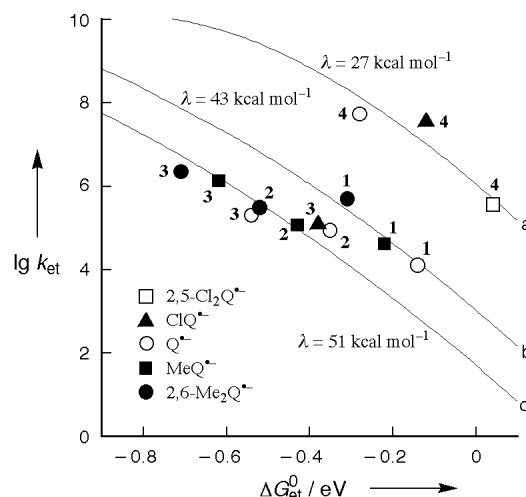 10
8
6
4
2
0
lg k_et
λ = 27 kcal mol⁻¹
λ = 43 kcal mol⁻¹
4
4
3
3
2
1
4
a
3
3
2
2
1
1
□ 2,5-Cl₂Q•⁻
▲ ClQ•⁻
○ Q•⁻
■ MeQ•⁻
● 2,6-Me₂Q•⁻
λ = 51 kcal mol⁻¹
b
c
−0.8
−0.6
−0.4
−0.2
0
ΔG⁰_et / eV